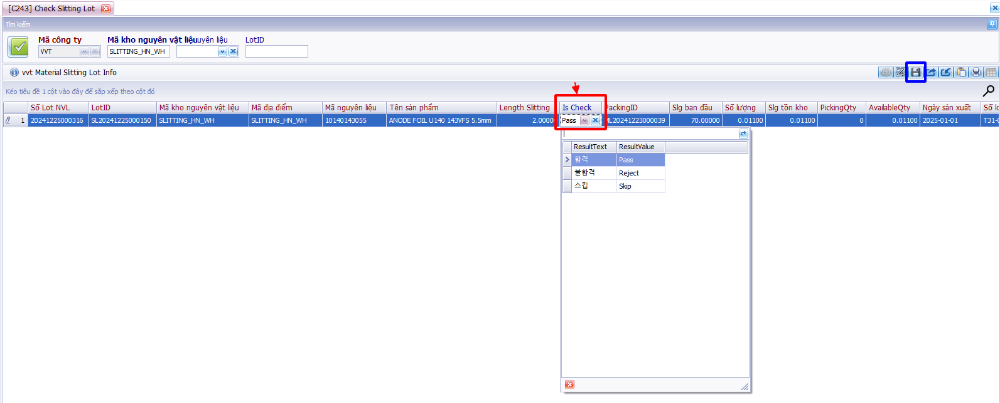 [C243] Check Slitting Lot
Tìm kiếm
Mã công ty Mã kho nguyên vật liệuuyên liệu LotID
VVT SLITTING_HN_WH
vvt Material Slitting Lot Info
Kéo tiêu đề 1 cột vào đây để sắp xếp theo cột đó
Số Lot NVL LotID Mã kho nguyên vật liệu Mã địa điểm Mã nguyên liệu Tên sản phẩm Length Slitting Is Check PackingID Slg ban đầu Số lượng Slg tồn kho PickingQty AvailableQty Ngày sản xuất Số lo
1 20241225000316 SL20241225000150 SLITTING_HN_WH SLITTING_HN_WH 10140143055 ANODE FOIL U140 143VFS 5.5mm 2.00000 Pass ML20241223000039 70.00000 0.01100 0.01100 0 0.01100 2025-01-01 T31-0
ResultText ResultValue
합격 Pass
불합격 Reject
스킵 Skip